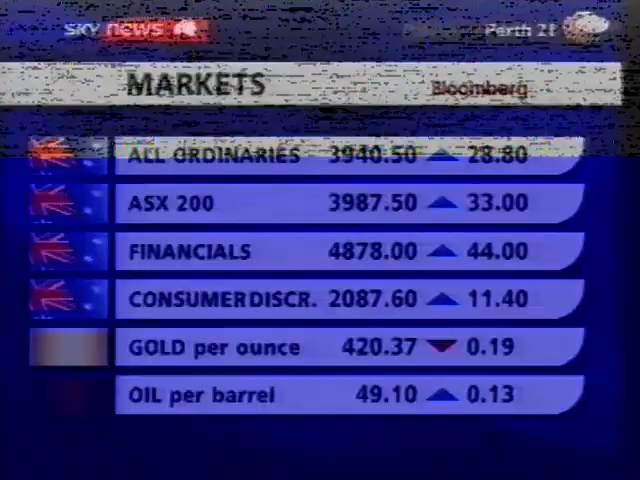 sky news
Perth
MARKETS Bloomberg
ALL ORDINARIES 3940.50 28.80
ASX 200 3987.50 33.00
FINANCIALS 4878.00 44.00
CONSUMER DISCR. 2087.60 11.40
GOLD per ounce 420.37 0.19
OIL per barrel 49.10 0.13